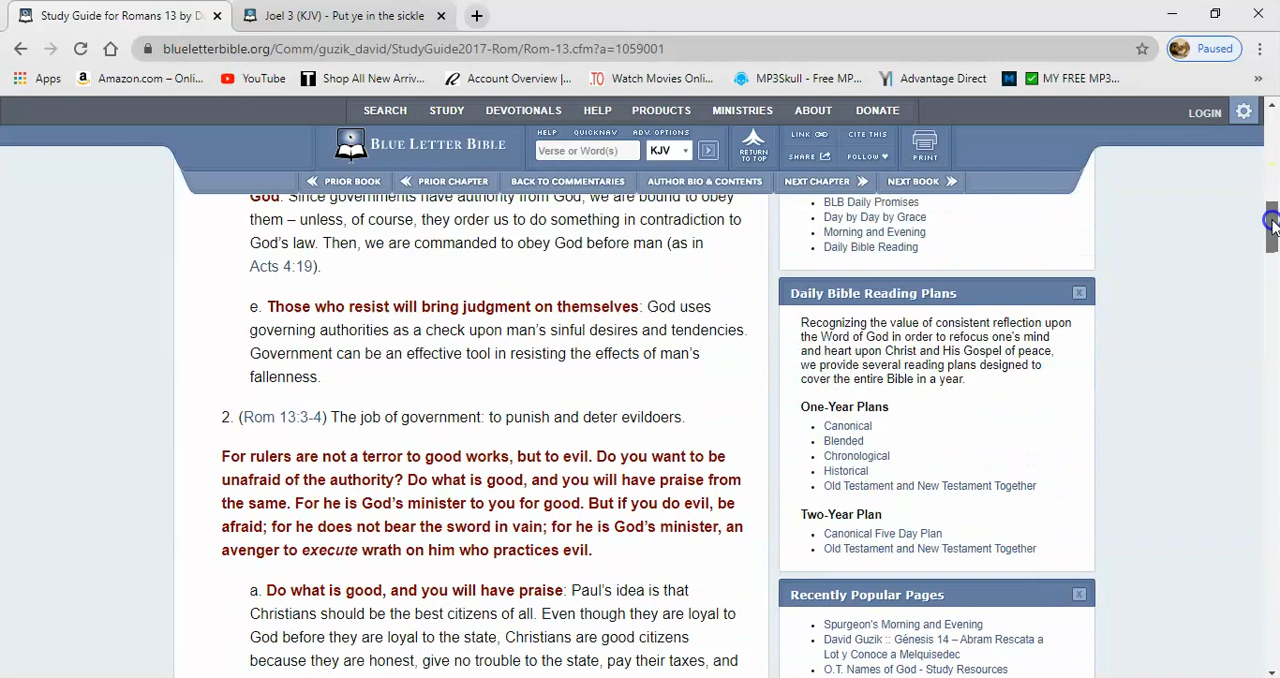 Study Guide for Romans 13 by D
Joel 3 (KJV) - Put ye in the sickle
blueletterbible.org/Comm/guzik_david/StudyGuide2017-Rom/Rom-13.cfm?a=1059001
Paused
Apps
Amazon.com – Onli...
YouTube
Shop All New Arriv...
Account Overview |...
Watch Movies Onli...
MP3Skull - Free MP...
Advantage Direct
MY FREE MP3...
»
SEARCH STUDY DEVOTIONALS HELP PRODUCTS MINISTRIES ABOUT DONATE
LOGIN
BLUE LETTER BIBLE
HELP QUICKNAV ADV. OPTIONS
Verse or Word(s)
KJV
RETURN TO TOP
LINK
CITE THIS
SHARE
FOLLOW
PRINT
PRIOR BOOK
PRIOR CHAPTER
BACK TO COMMENTARIES
AUTHOR BIO & CONTENTS
NEXT CHAPTER
NEXT BOOK
God: Since governments have authority from God, we are bound to obey
them – unless, of course, they order us to do something in contradiction to
God's law. Then, we are commanded to obey God before man (as in
Acts 4:19).
e. Those who resist will bring judgment on themselves: God uses
governing authorities as a check upon man's sinful desires and tendencies.
Government can be an effective tool in resisting the effects of man's
fallenness.
2. (Rom 13:3-4) The job of government: to punish and deter evildoers.
For rulers are not a terror to good works, but to evil. Do you want to be
unafraid of the authority? Do what is good, and you will have praise from
the same. For he is God's minister to you for good. But if you do evil, be
afraid; for he does not bear the sword in vain; for he is God's minister, an
avenger to execute wrath on him who practices evil.
a. Do what is good, and you will have praise: Paul's idea is that
Christians should be the best citizens of all. Even though they are loyal to
God before they are loyal to the state, Christians are good citizens
because they are honest, give no trouble to the state, pay their taxes, and
BLB Daily Promises
Day by Day by Grace
Morning and Evening
Daily Bible Reading
Daily Bible Reading Plans
Recognizing the value of consistent reflection upon
the Word of God in order to refocus one's mind
and heart upon Christ and His Gospel of peace,
we provide several reading plans designed to
cover the entire Bible in a year.
One-Year Plans
Canonical
Blended
Chronological
Historical
Old Testament and New Testament Together
Two-Year Plan
Canonical Five Day Plan
Old Testament and New Testament Together
Recently Popular Pages
Spurgeon's Morning and Evening
David Guzik :: Génesis 14 – Abram Rescata a
Lot y Conoce a Melquisedec
O.T. Names of God - Study Resources